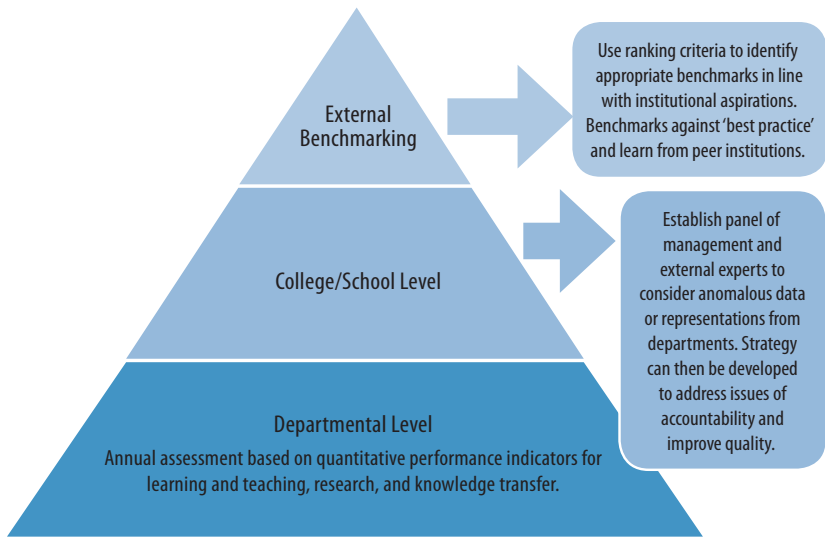 External
Benchmarking
Use ranking criteria to identify
appropriate benchmarks in line
with institutional aspirations.
Benchmarks against ‘best practice’
and learn from peer institutions.
College/School Level
Establish panel of
management and
external experts to
consider anomalous data
or representations from
departments. Strategy
can then be developed
to address issues of
accountability and
improve quality.
Departmental Level
Annual assessment based on quantitative performance indicators for
learning and teaching, research, and knowledge transfer.